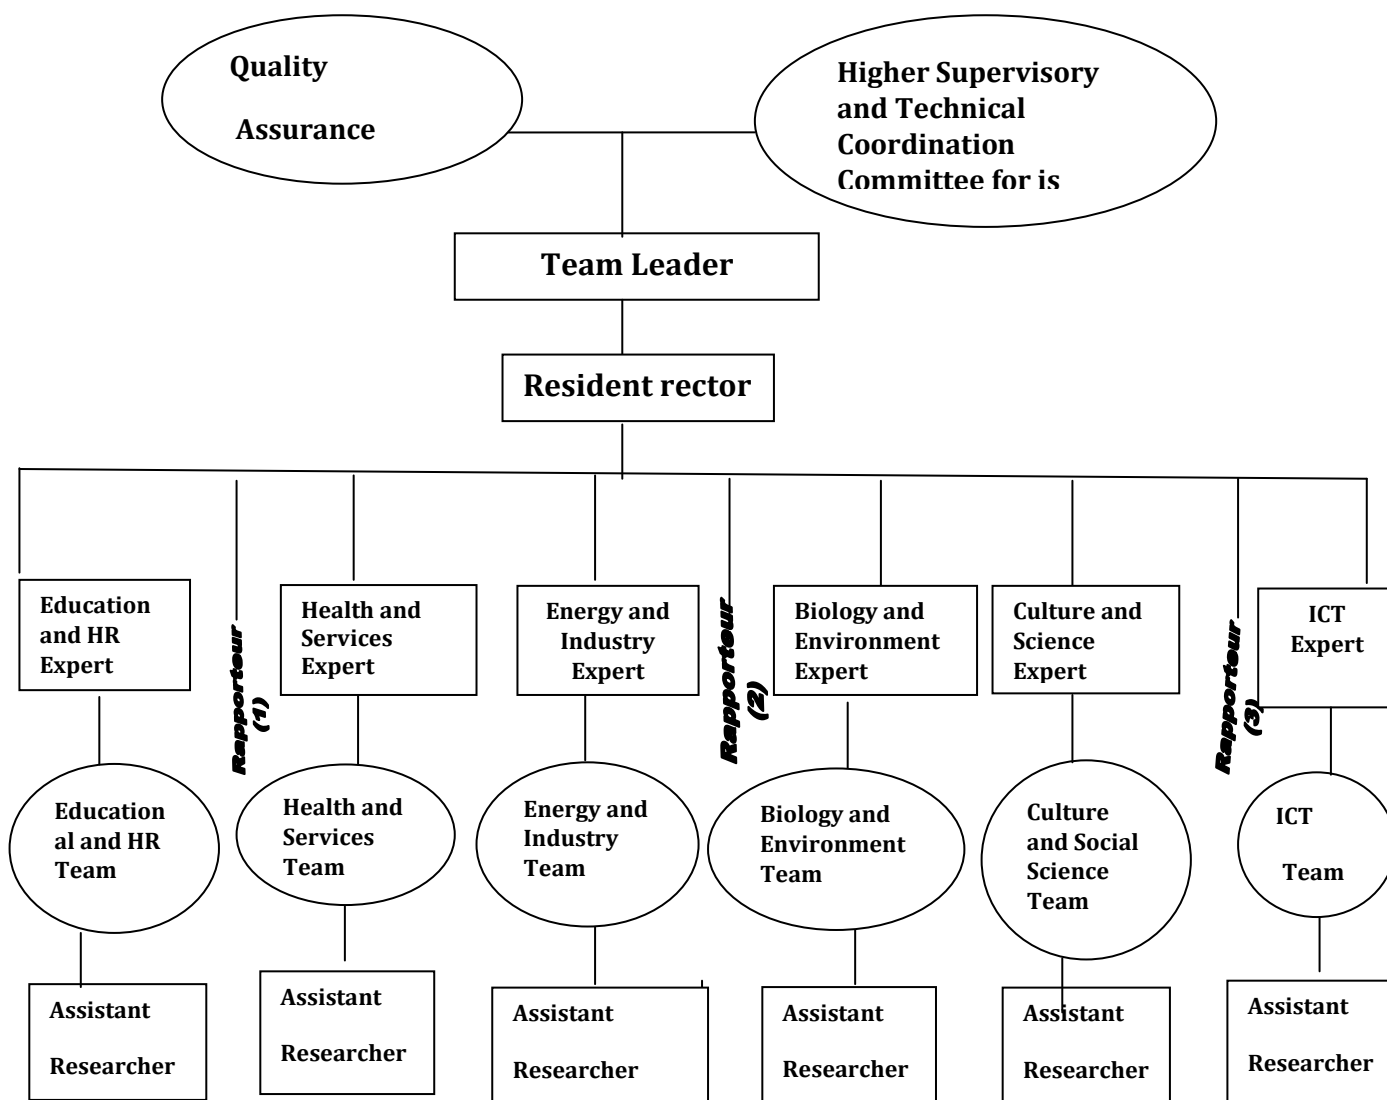 Quality
Assurance
Higher Supervisory
and Technical
Coordination
Committee for is
Team Leader
Resident rector
Education
and HR
Expert
Rapporteur
(1)
Health and
Services
Expert
Energy and
Industry
Expert
Rapporteur
(2)
Biology and
Environment
Expert
Culture and
Science
Expert
Rapporteur
(3)
ICT
Expert
Education
al and HR
Team
Health and
Services
Team
Energy and
Industry
Team
Biology and
Environment
Team
Culture
and Social
Science
Team
ICT
Team
Assistant
Researcher
Assistant
Researcher
Assistant
Researcher
Assistant
Researcher
Assistant
Researcher
Assistant
Researcher